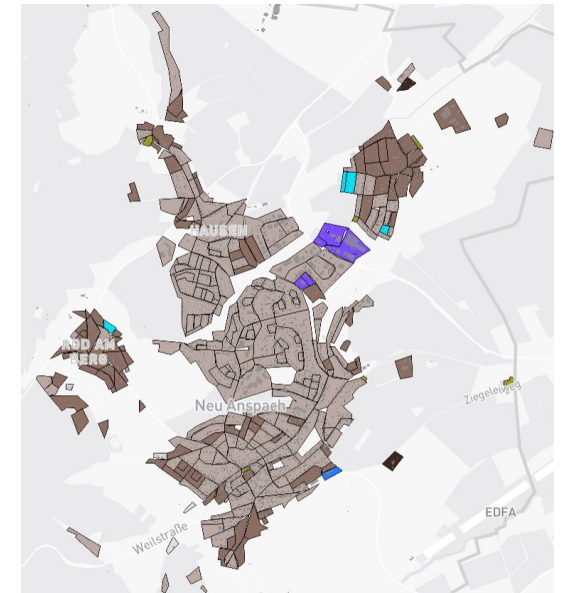 HAUSEN
ROD AM
BERG
Neu Anspach
Ziegeleiweg
EDFA
Weilstraße